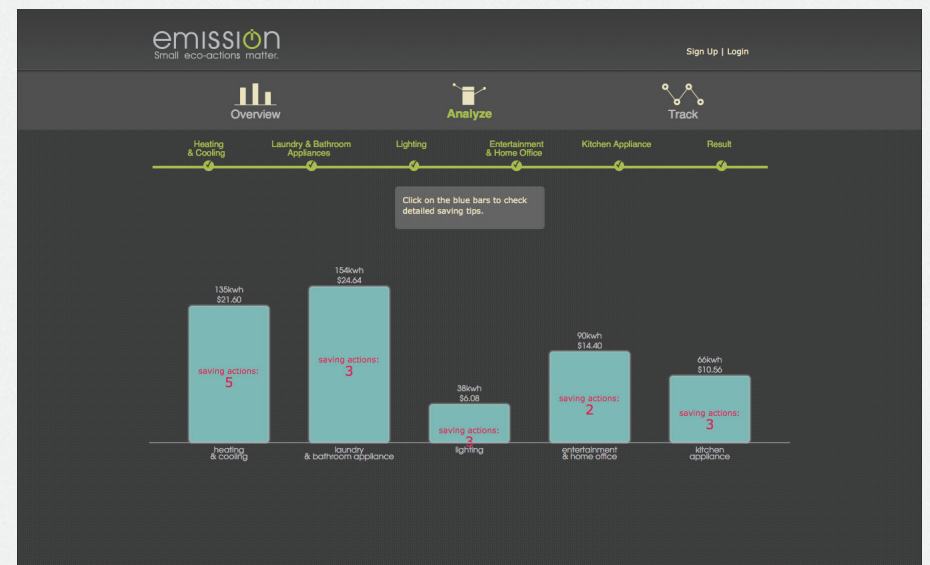 emission
Small eco-actions matter.
Sign Up | Login
Overview
Analyze
Track
Heating
& Cooling
Laundry & Bathroom
Appliances
Lighting
Entertainment
& Home Office
Kitchen Appliance
Result
Click on the blue bars to check
detailed saving tips.
135kwh
$21.60
saving actions:
5
heating
& cooling
154kwh
$24.64
saving actions:
3
laundry
& bathroom appliance
38kwh
$6.08
saving actions:
3
lighting
90kwh
$14.40
saving actions:
2
entertainment
& home office
66kwh
$10.56
saving actions:
3
kitchen
appliance